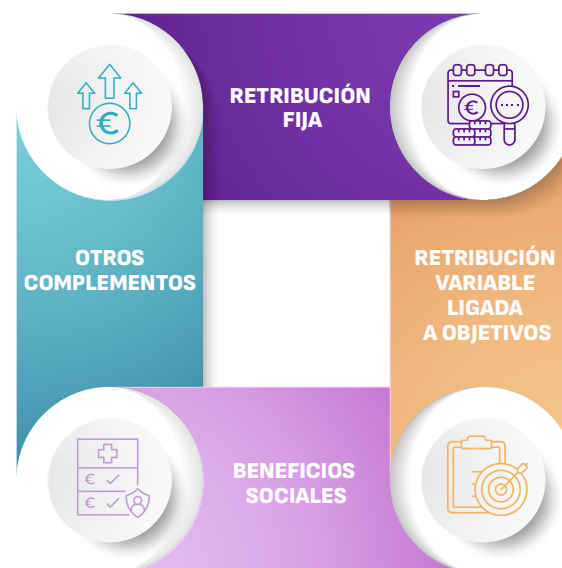 RETRIBUCIÓN
FIJA
OTROS
COMPLEMENTOS
RETRIBUCIÓN
VARIABLE
LIGADA
A OBJETIVOS
BENEFICIOS
SOCIALES